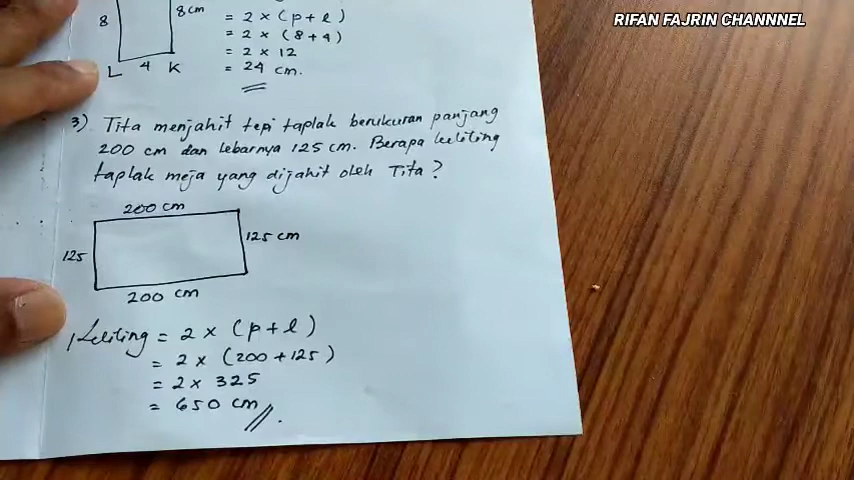 RIFAN FAJRIN CHANNNEL
8
8 cm
L 4 K
= 2 × (p + l)
= 2 × (8 + 4)
= 2 × 12
= 24 cm.
3) Tita menjahit tepi taplak berukuran panjang
200 cm dan lebarnya 125 cm. Berapa keliling
taplak meja yang dijahit oleh Tita?
200 cm
125
125 cm
200 cm
Keliling = 2 × (p + l)
= 2 × (200 + 125)
= 2 × 325
= 650 cm